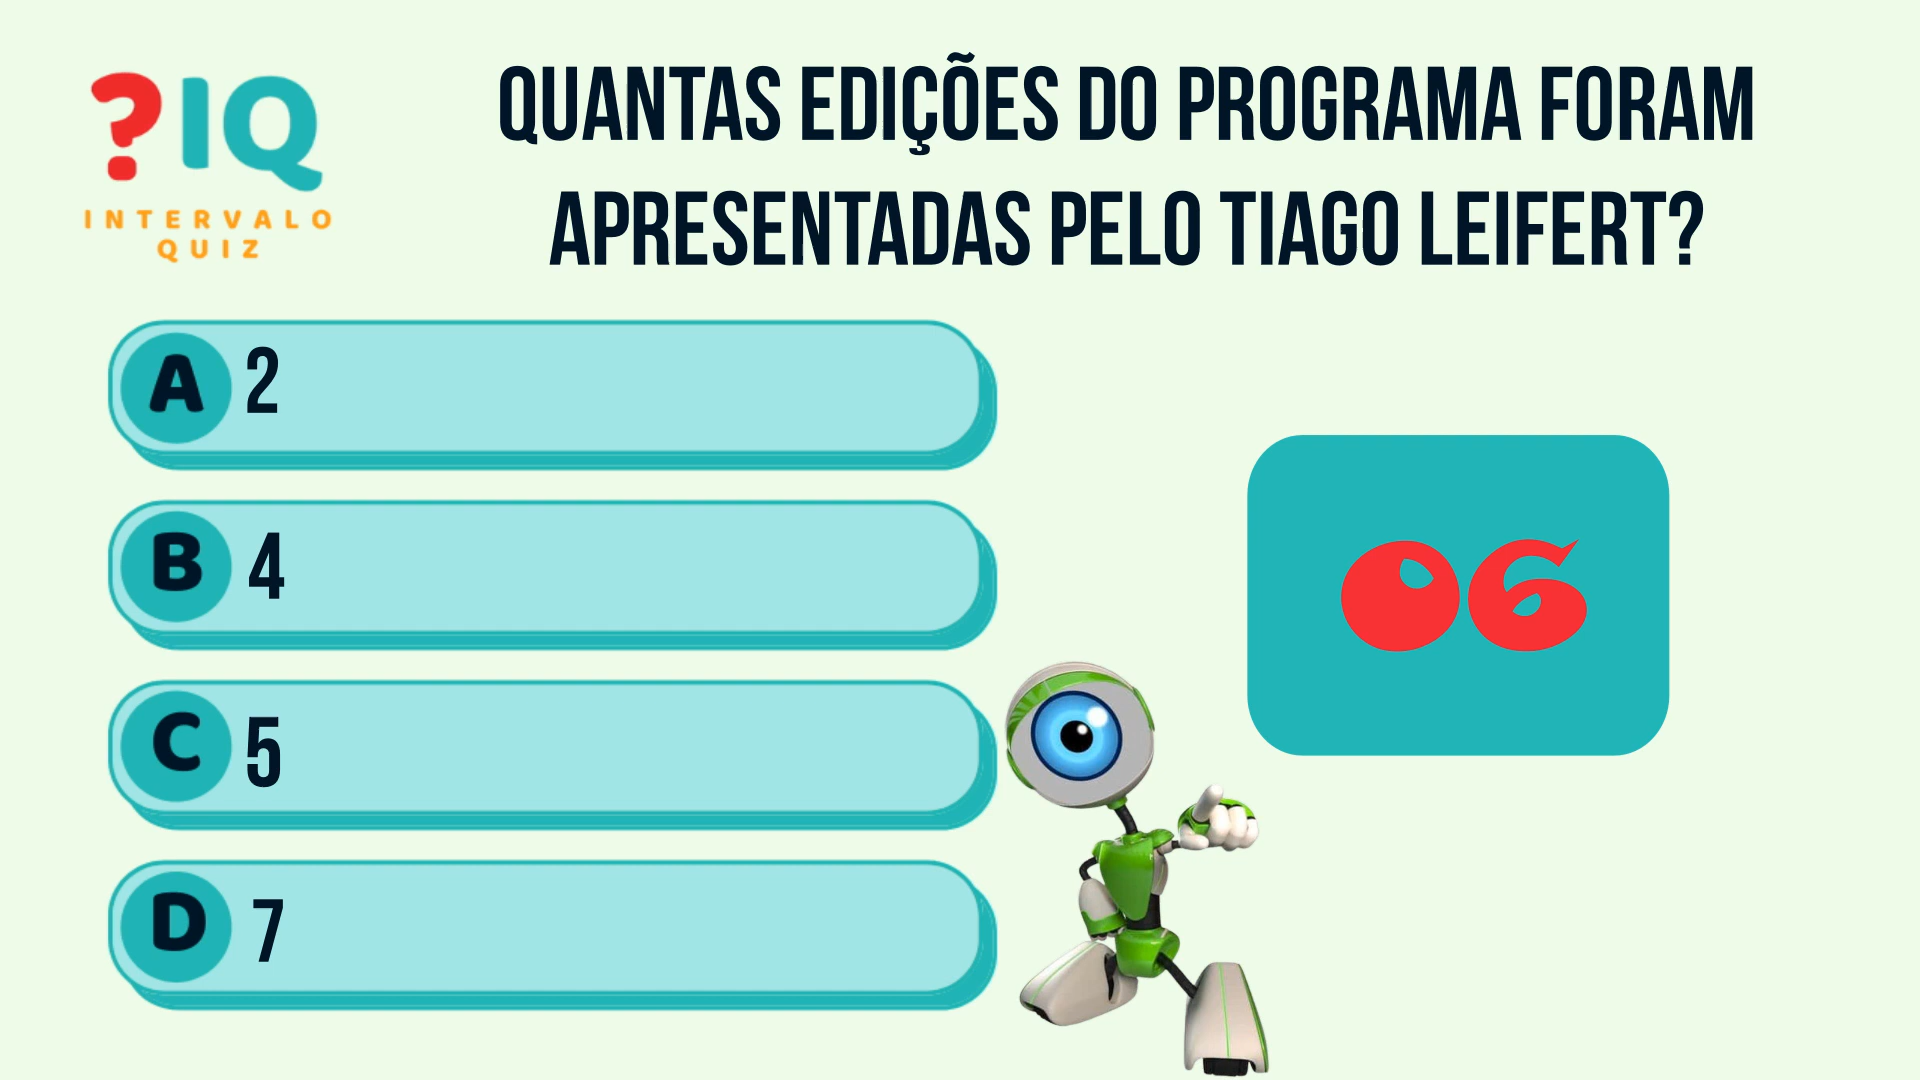 ?IQ
INTERVALO
QUIZ
QUANTAS EDIÇÕES DO PROGRAMA FORAM
APRESENTADAS PELO TIAGO LEIFERT?
A 2
B 4
C 5
D 7
06